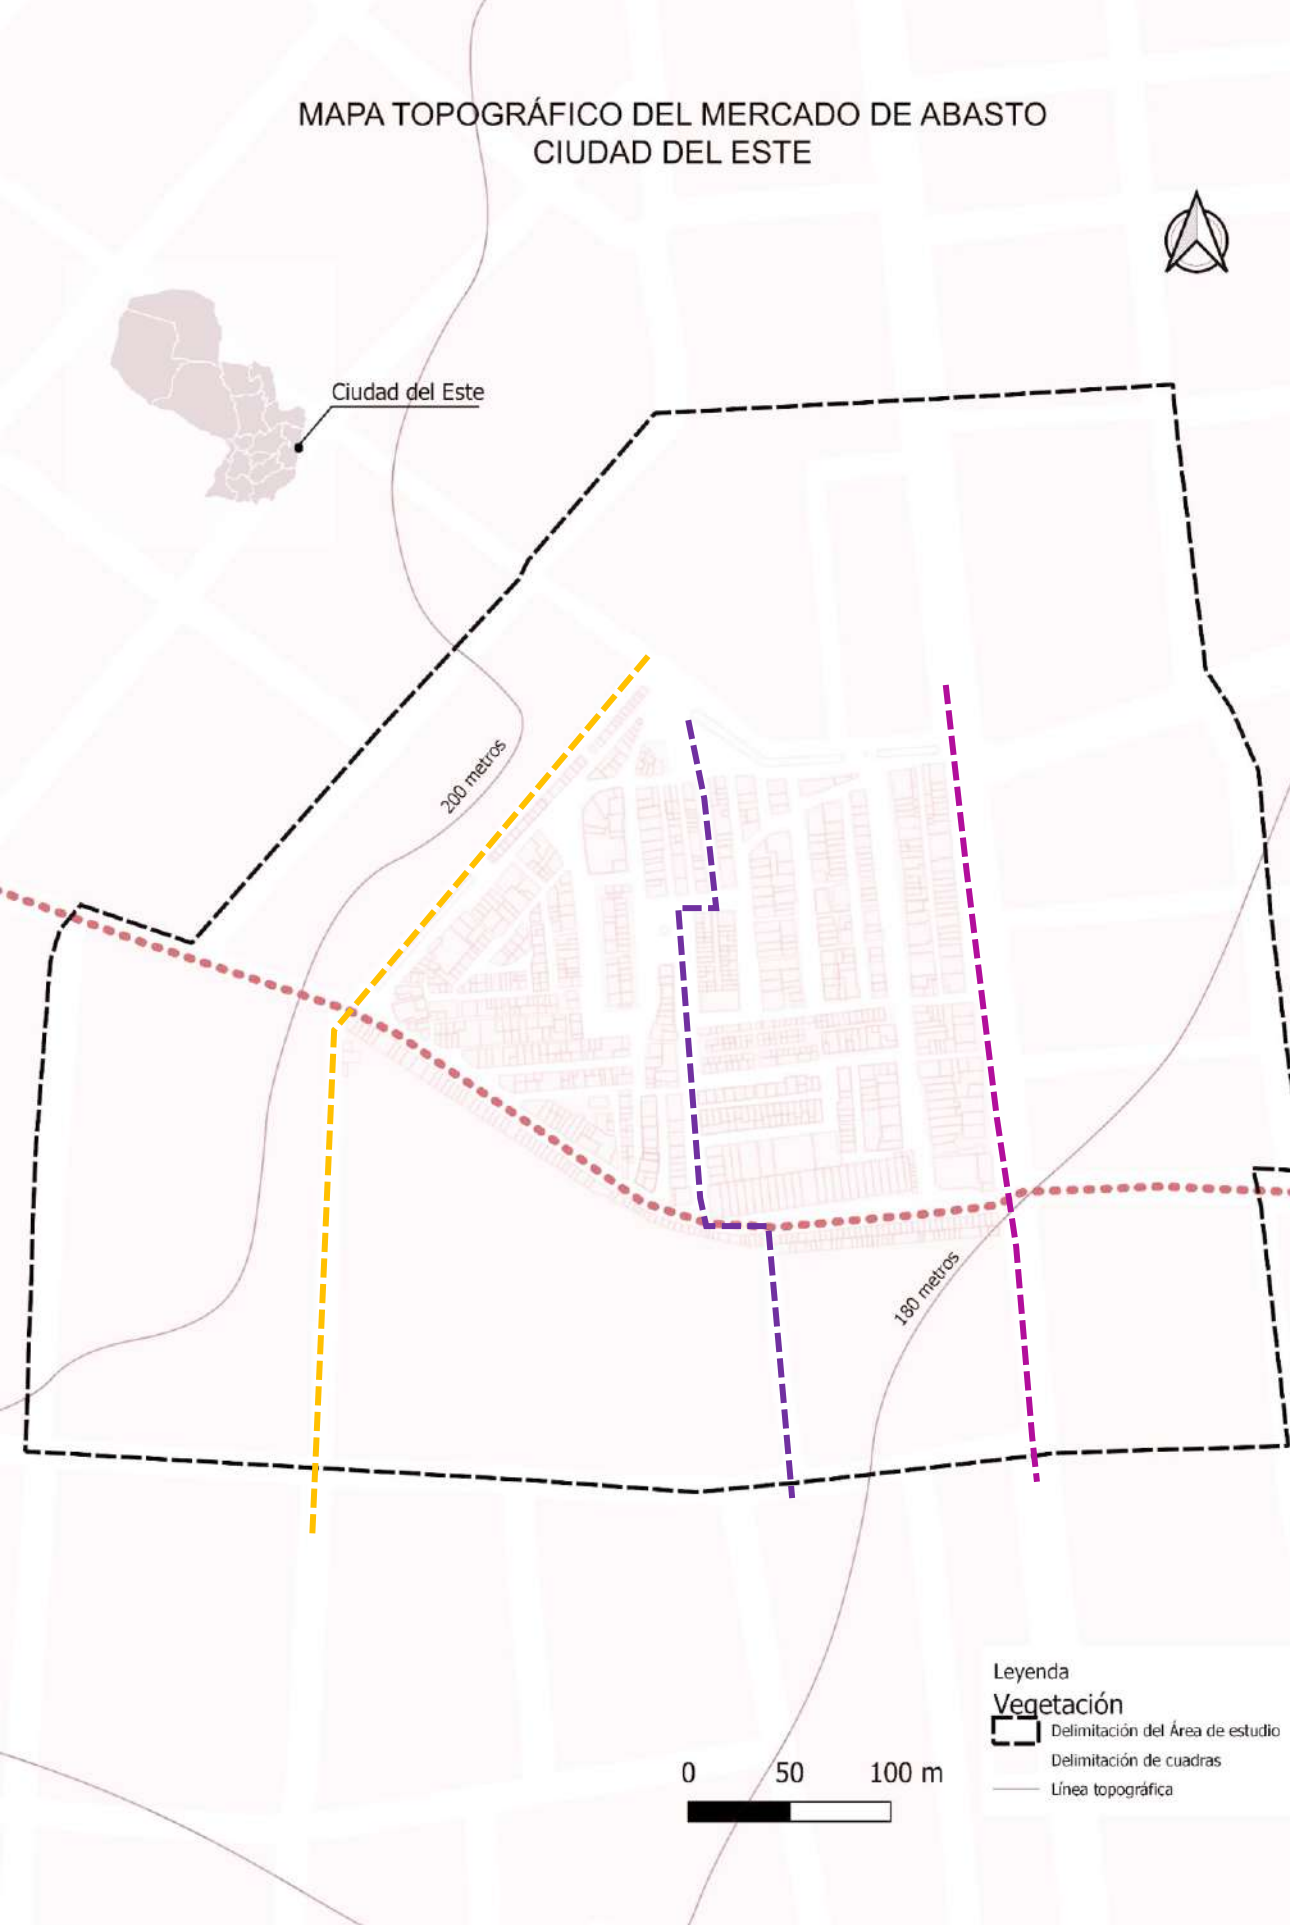 MAPA TOPOGRÁFICO DEL MERCADO DE ABASTO
CIUDAD DEL ESTE
Ciudad del Este
200 metros
180 metros
Leyenda
Vegetación
Delimitación del Área de estudio
Delimitación de cuadras
Línea topográfica
0 50 100 m